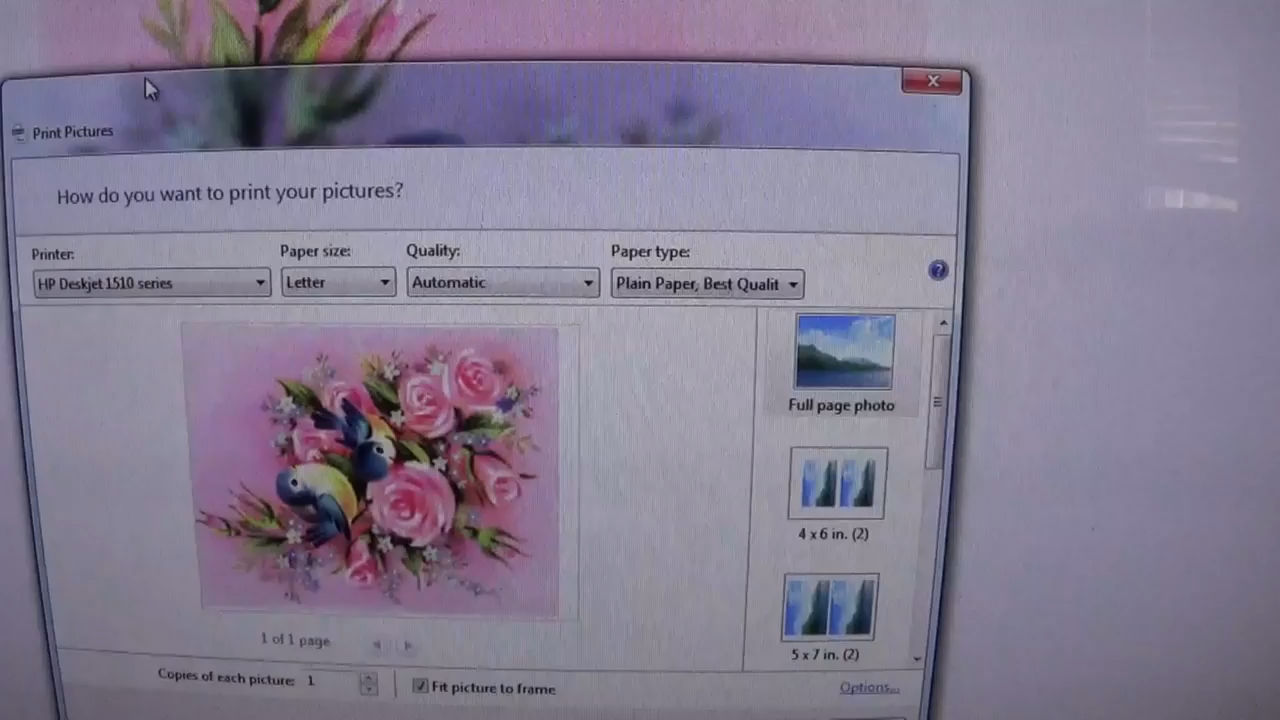 Print Pictures
How do you want to print your pictures?
Printer: Paper size: Quality: Paper type:
HP Deskjet 1510 series Letter Automatic Plain Paper, Best Qualit
Full page photo
4 x 6 in. (2)
5 x 7 in. (2)
1 of 1 page
Copies of each picture: 1 Fit picture to frame Options...